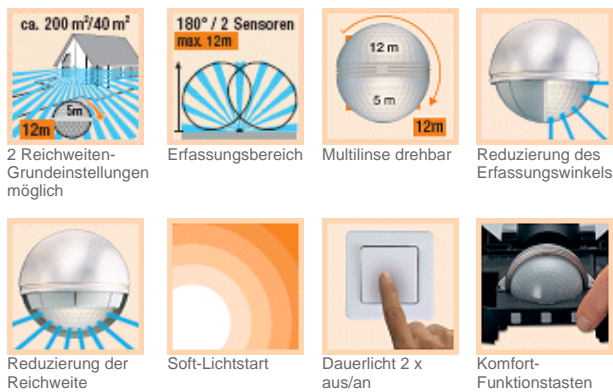 ca. 200 m²/40 m²
5m
12m
180° / 2 Sensoren
max. 12m
12 m
5 m
12m
2 Reichweiten-
Grundeinstellungen
möglich
Erfassungsbereich
Multilinse drehbar
Reduzierung des
Erfassungswinkels
Reduzierung der
Reichweite
Soft-Lichtstart
Dauerlicht 2 x
aus/an
Komfort-
Funktionstasten